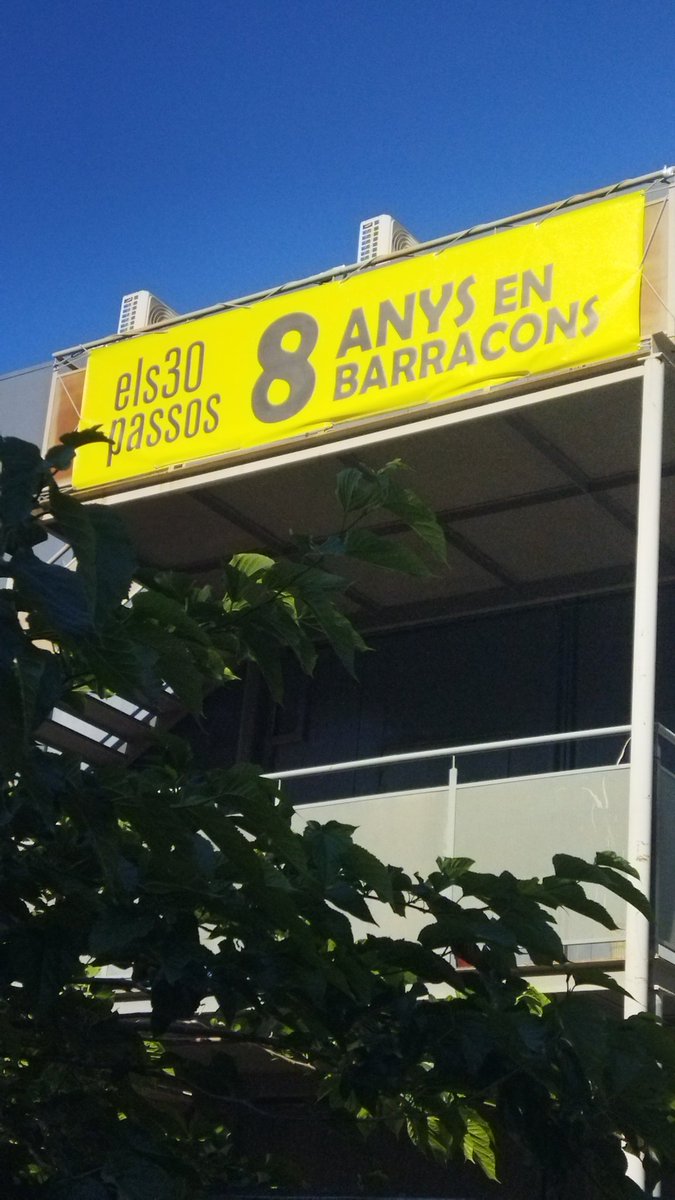 els30
passos
8
ANYS EN
BARRACONS